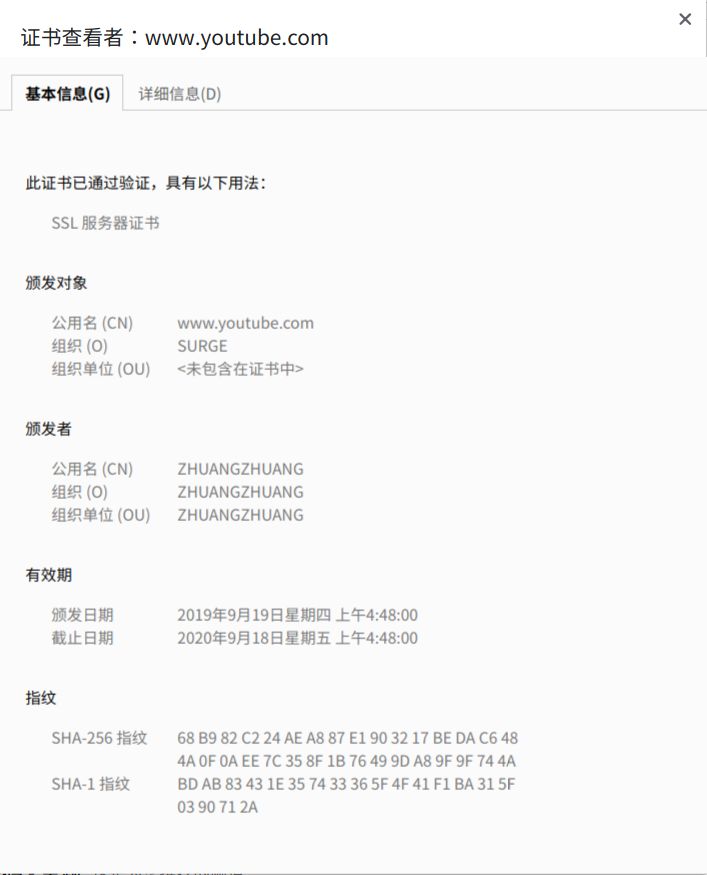 证书查看者：www.youtube.com
基本信息(G) 详细信息(D)
此证书已通过验证，具有以下用法：
SSL 服务器证书
颁发对象
公用名 (CN) www.youtube.com
组织 (O) SURGE
组织单位 (OU) <未包含在证书中>
颁发者
公用名 (CN) ZHUANGZHUANG
组织 (O) ZHUANGZHUANG
组织单位 (OU) ZHUANGZHUANG
有效期
颁发日期 2019年9月19日星期四 上午4:48:00
截止日期 2020年9月18日星期五 上午4:48:00
指纹
SHA-256 指纹 68 B9 82 C2 24 AE A8 87 E1 90 32 17 BE DA C6 48
4A 0F 0A EE 7C 35 8F 1B 76 49 9D A8 9F 9F 74 4A
SHA-1 指纹 BD AB 83 43 1E 35 74 33 36 5F 4F 41 F1 BA 31 5F
03 90 71 2A